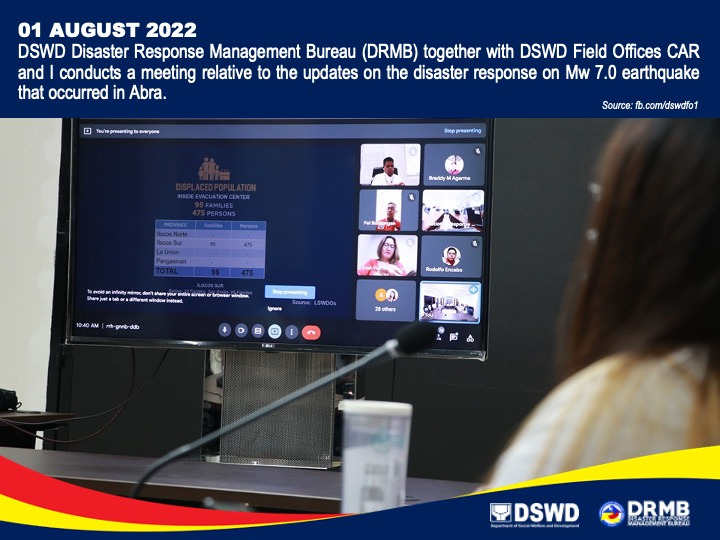 01 AUGUST 2022
DSWD Disaster Response Management Bureau (DRMB) together with DSWD Field Offices CAR
and I conducts a meeting relative to the updates on the disaster response on Mw 7.0 earthquake
that occurred in Abra.
Source: fb.com/dswdfo1
You're presenting to everyone
Stop presenting
DISPLACED POPULATION
INSIDE EVACUATION CENTER
95 FAMILIES
475 PERSONS
PROVINCE Families Persons
Ilocos Norte - -
Ilocos Sur 95 475
La Union - -
Pangasinan - -
TOTAL 95 475
ILOCOS SUR
To avoid an infinity mirror, don't share your entire screen or browser window.
Share just a tab or a different window instead.
Stop presenting
Ignore
Source: LSWDOs
Braddy M Agarma
Rodolfo Encabo
28 others
You
10:40 AM | mh-gnnb-ddb
DSWD
Department of Social Welfare and Development
DRMB
DISASTER RESPONSE
MANAGEMENT BUREAU